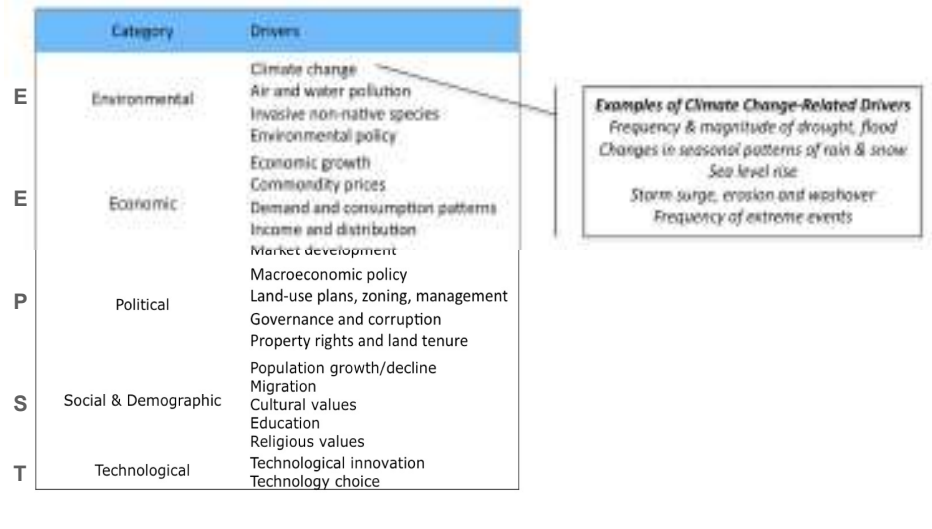 Category Drivers
E
Environmental
Climate change
Air and water pollution
Invasive non-native species
Environmental policy
E
Economic
Economic growth
Commondity prices
Demand and consumption patterns
Income and distribution
Market development
P
Political
Macroeconomic policy
Land-use plans, zoning, management
Governance and corruption
Property rights and land tenure
S
Social & Demographic
Population growth/decline
Migration
Cultural values
Education
Religious values
T
Technological
Technological innovation
Technology choice
Examples of Climate Change-Related Drivers
Frequency & magnitude of drought, flood
Changes in seasonal patterns of rain & snow
Sea level rise
Storm surge, erosion and washover
Frequency of extreme events